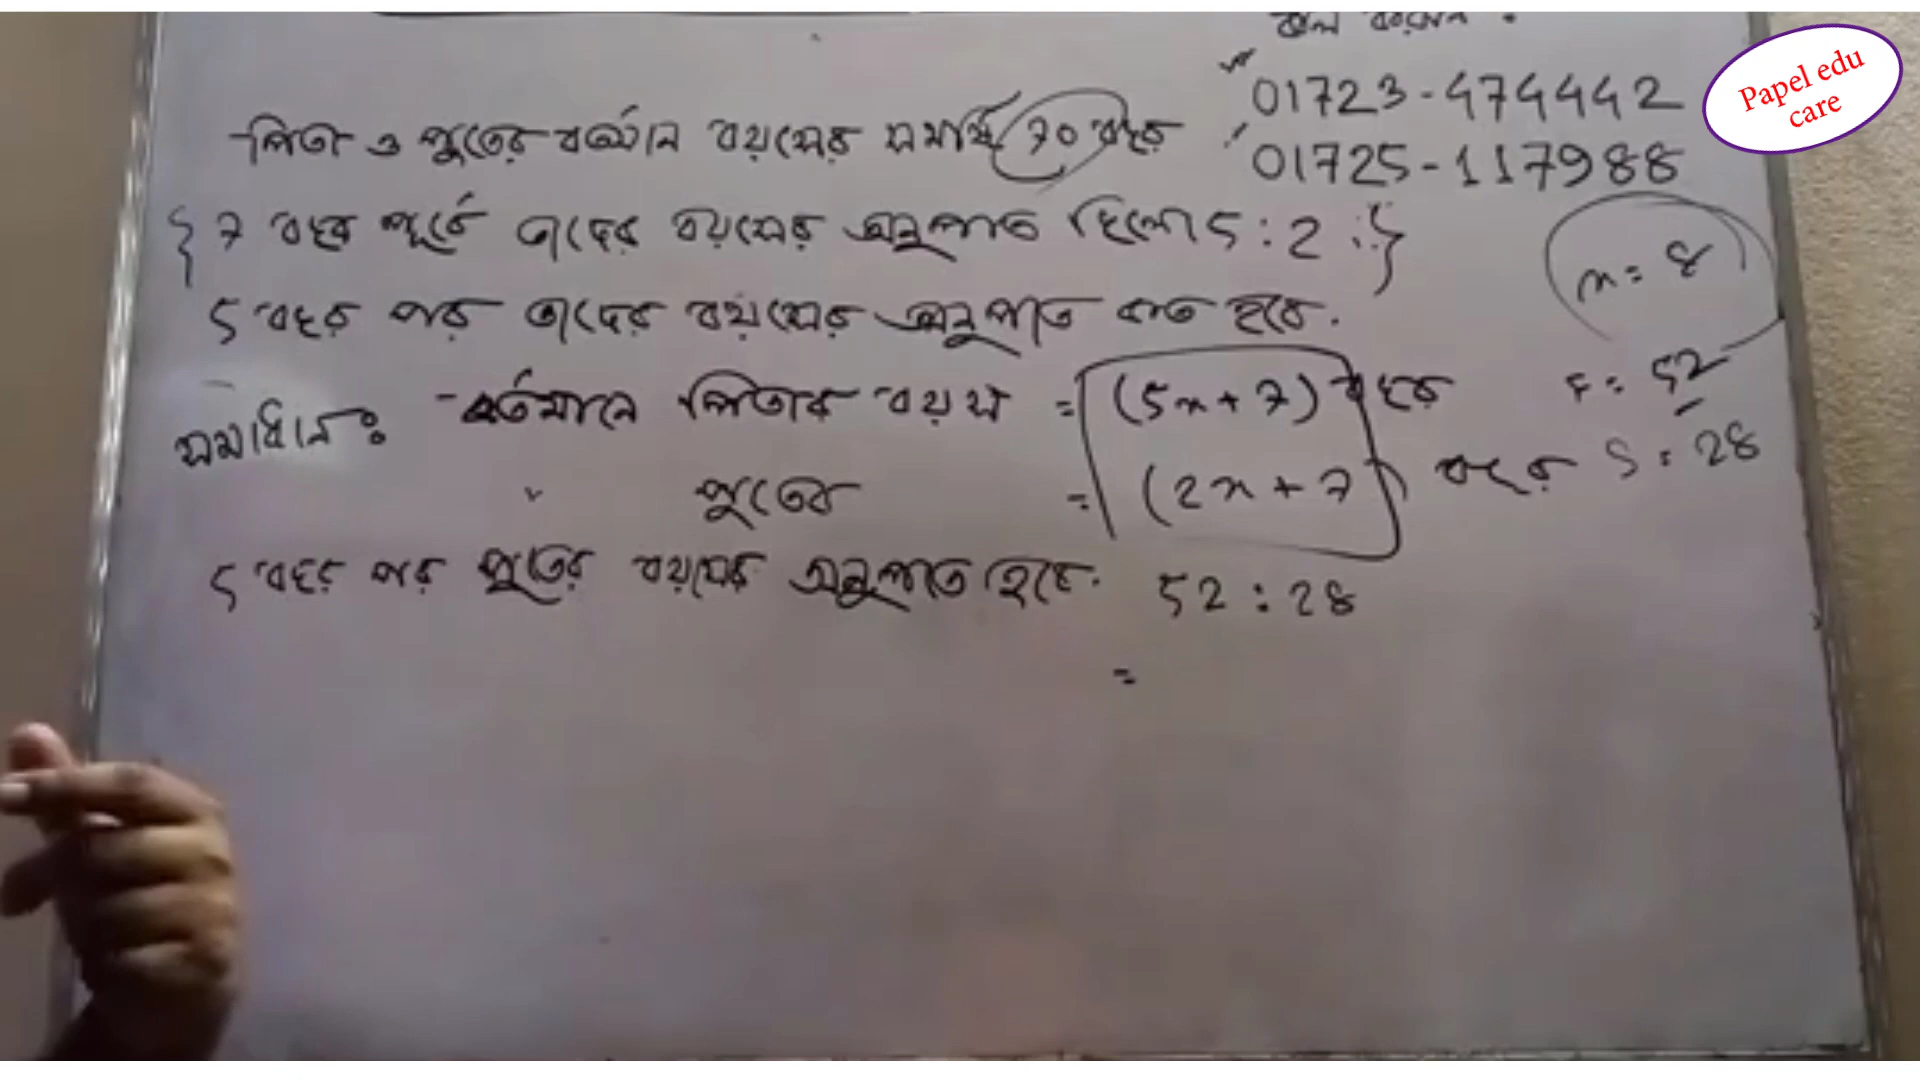 কল করুন :
01723-474442
01725-117988
Papel edu
care
পিতা ও পুত্রের বর্তমান বয়সের সমষ্টি 70 বছর
{ 7 বছর পূর্বে তাদের বয়সের অনুপাত ছিলো 5 : 2 }
5 বছর পর তাদের বয়সের অনুপাত কত হবে.
x = 8
সমাধান : বর্তমানে পিতার বয়স = (5x + 7) বছর
F = 52
" পুত্রের = (2x + 7) বছর
S = 28
5 বছর পর পুত্রের বয়সের অনুপাত হবে. 52 : 28
=